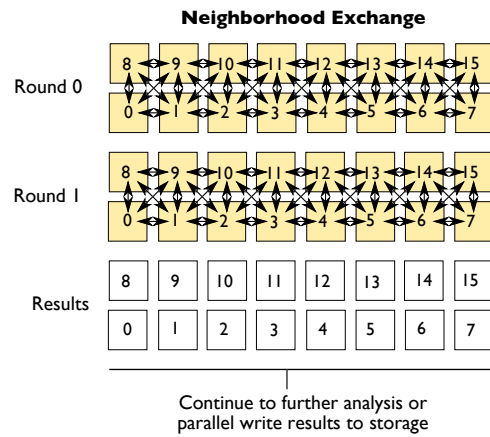 Neighborhood Exchange
8 9 10 11 12 13 14 15
Round 0
0 1 2 3 4 5 6 7
8 9 10 11 12 13 14 15
Round 1
0 1 2 3 4 5 6 7
8 9 10 11 12 13 14 15
Results
0 1 2 3 4 5 6 7
Continue to further analysis or
parallel write results to storage